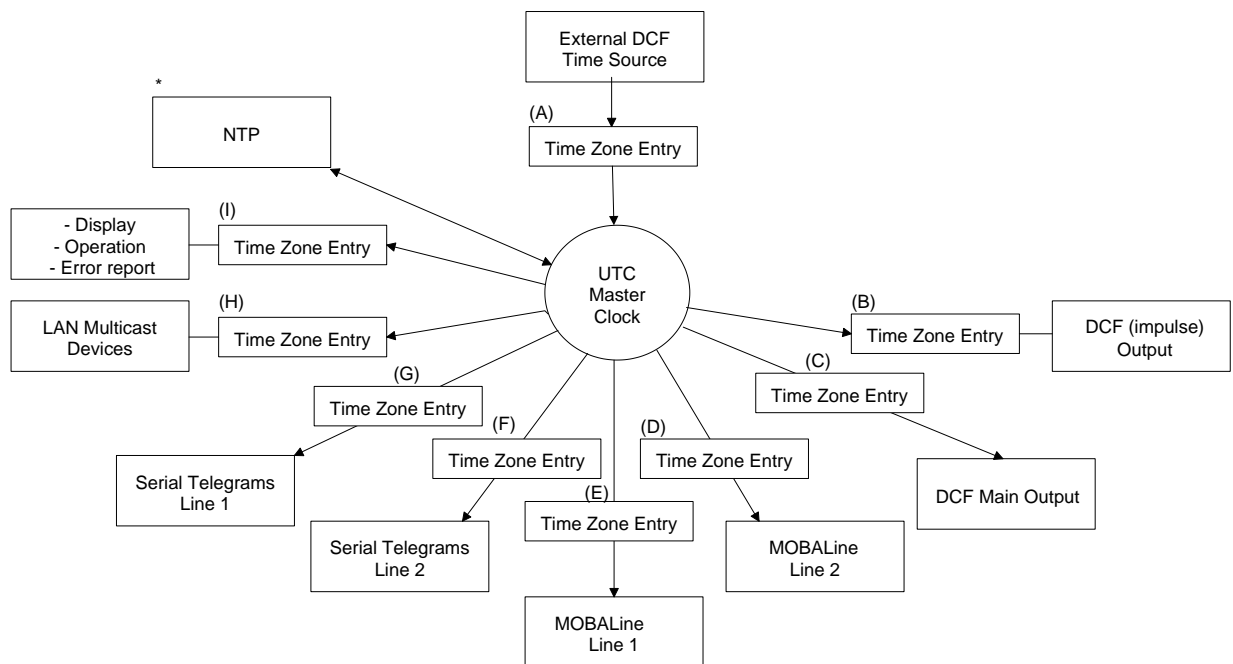 External DCF
Time Source
*
(A)
NTP
Time Zone Entry
- Display
- Operation
- Error report
(I)
Time Zone Entry
UTC
Master
Clock
LAN Multicast
Devices
(H)
Time Zone Entry
(B)
Time Zone Entry
DCF (impulse)
Output
(G)
Time Zone Entry
(C)
Time Zone Entry
(F)
Time Zone Entry
(D)
Time Zone Entry
Serial Telegrams
Line 1
(E)
Time Zone Entry
DCF Main Output
Serial Telegrams
Line 2
MOBALine
Line 2
MOBALine
Line 1